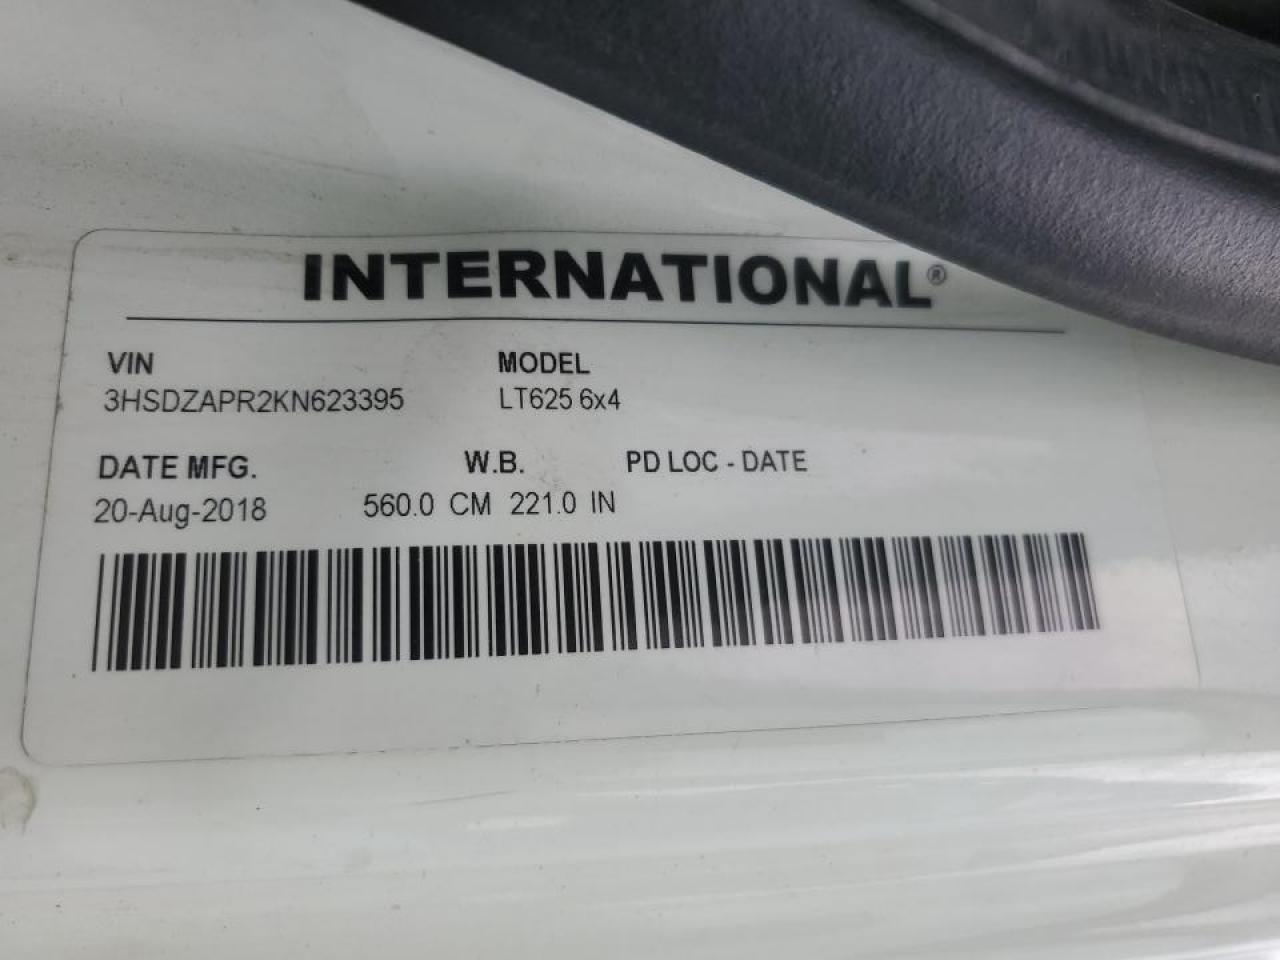 INTERNATIONAL®
VIN MODEL
3HSDZAPR2KN623395 LT625 6x4
DATE MFG. W.B. PD LOC - DATE
20-Aug-2018 560.0 CM 221.0 IN